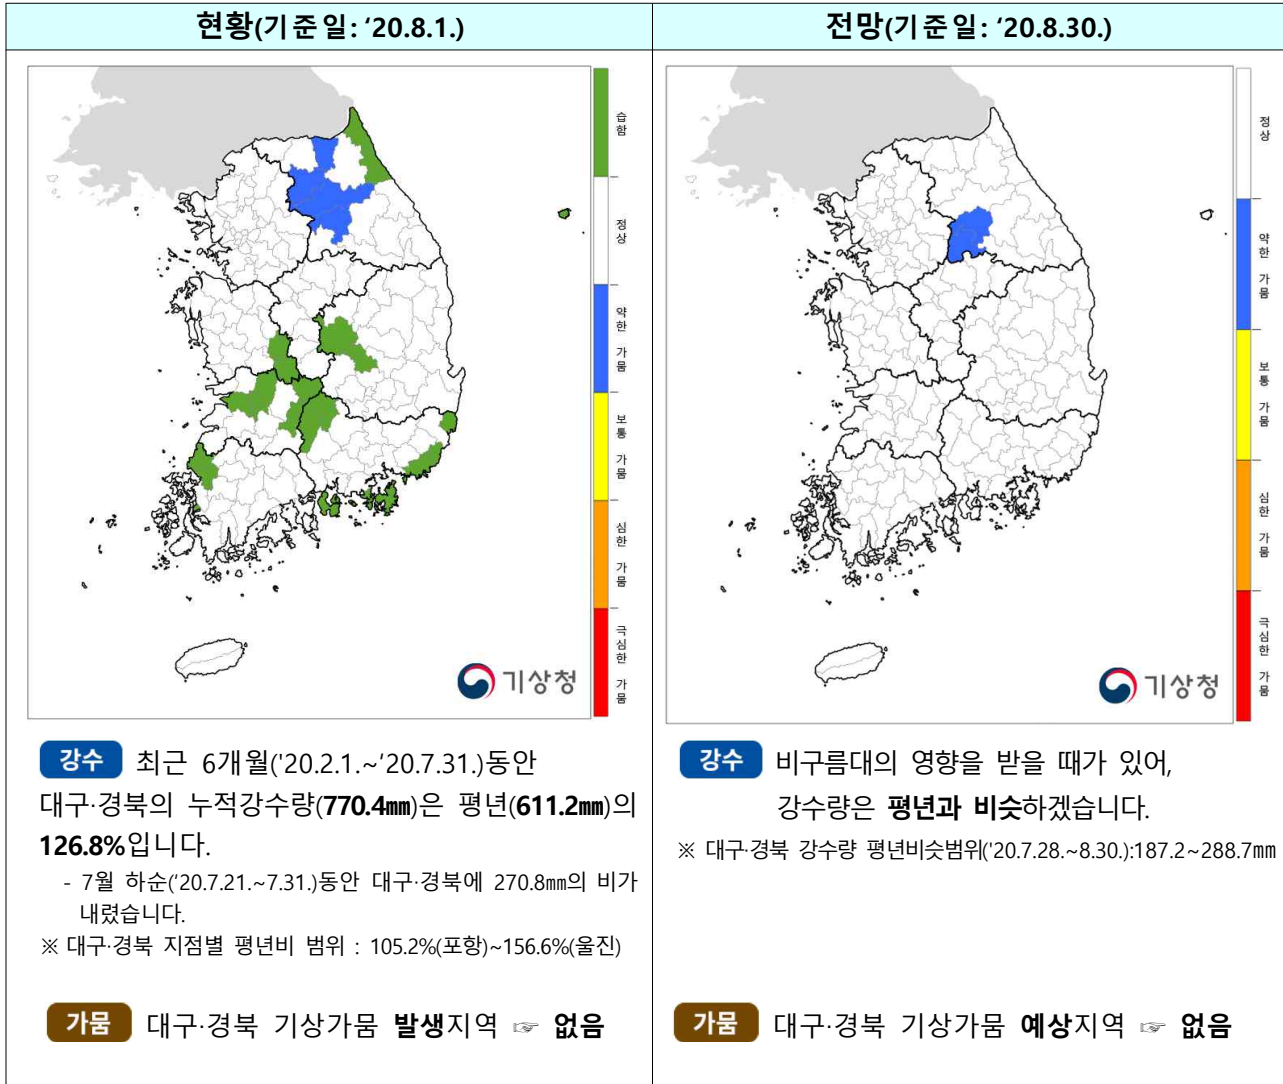 현황(기준일: ‘20.8.1.)
습함
정상
약한 가뭄
보통 가뭄
심한 가뭄
극심한 가뭄
기상청
강수 최근 6개월('20.2.1.~‘20.7.31.)동안
대구·경북의 누적강수량(770.4㎜)은 평년(611.2㎜)의
126.8%입니다.
- 7월 하순(‘20.7.21.~7.31.)동안 대구·경북에 270.8㎜의 비가
내렸습니다.
※ 대구·경북 지점별 평년비 범위 : 105.2%(포항)~156.6%(울진)
가뭄 대구·경북 기상가뭄 발생지역 ☞ 없음
전망(기준일: ‘20.8.30.)
정상
약한 가뭄
보통 가뭄
심한 가뭄
극심한 가뭄
기상청
강수 비구름대의 영향을 받을 때가 있어,
강수량은 평년과 비슷하겠습니다.
※ 대구·경북 강수량 평년비슷범위('20.7.28.~8.30.):187.2~288.7㎜
가뭄 대구·경북 기상가뭄 예상지역 ☞ 없음